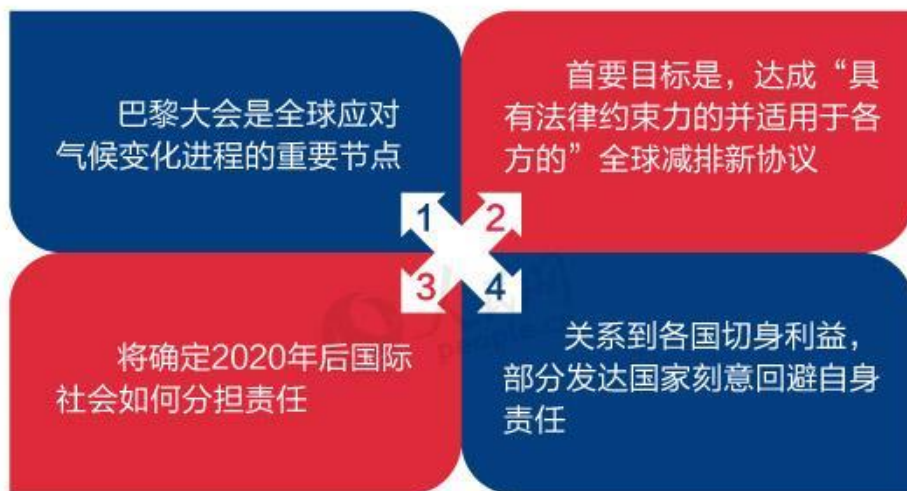 巴黎大会是全球应对
气候变化进程的重要节点
首要目标是，达成“具
有法律约束力的并适用于各
方的”全球减排新协议
1
2
3
4
将确定2020年后国际
社会如何分担责任
关系到各国切身利益，
部分发达国家刻意回避自身
责任